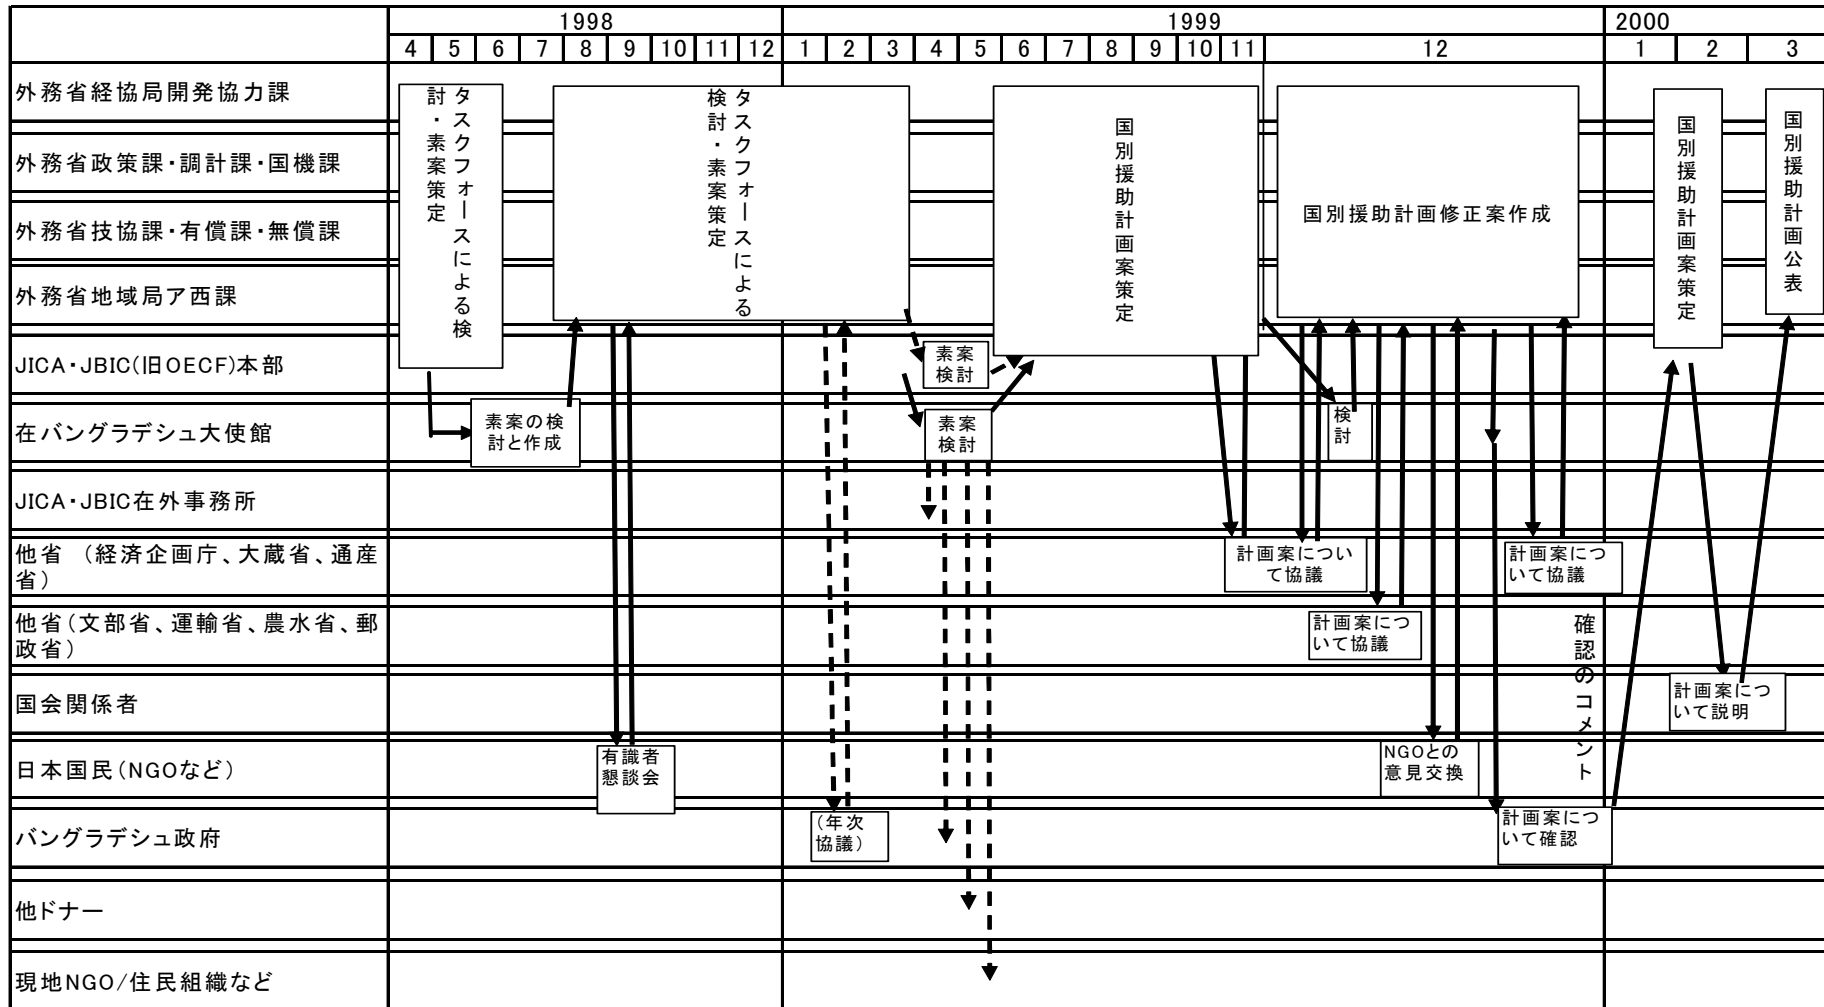 1998
1999
2000
4 5 6 7 8 9 10 11 12 1 2 3 4 5 6 7 8 9 10 11 12 1 2 3
外務省経協局開発協力課
外務省政策課・調計課・国機課
外務省技協課・有償課・無償課
外務省地域局ア西課
JICA・JBIC(旧OECF)本部
在バングラデシュ大使館
JICA・JBIC在外事務所
他省 （経済企画庁、大蔵省、通産
省）
他省（文部省、運輸省、農水省、郵
政省）
国会関係者
日本国民（NGOなど）
バングラデシュ政府
他ドナー
現地NGO/住民組織など
タスクフォースによる検
討・素案策定
素案の検
討と作成
タスクフォースによる
検討・素案策定
有識者
懇談会
（年次
協議）
素案
検討
素案
検討
国別援助計画案策定
計画案につい
て協議
国別援助計画修正案作成
検
討
計画案につ
いて協議
NGOとの
意見交換
計画案につ
いて協議
確認のコメント
計画案につ
いて確認
国別援助計画案策定
計画案につ
いて説明
国別援助計画公表